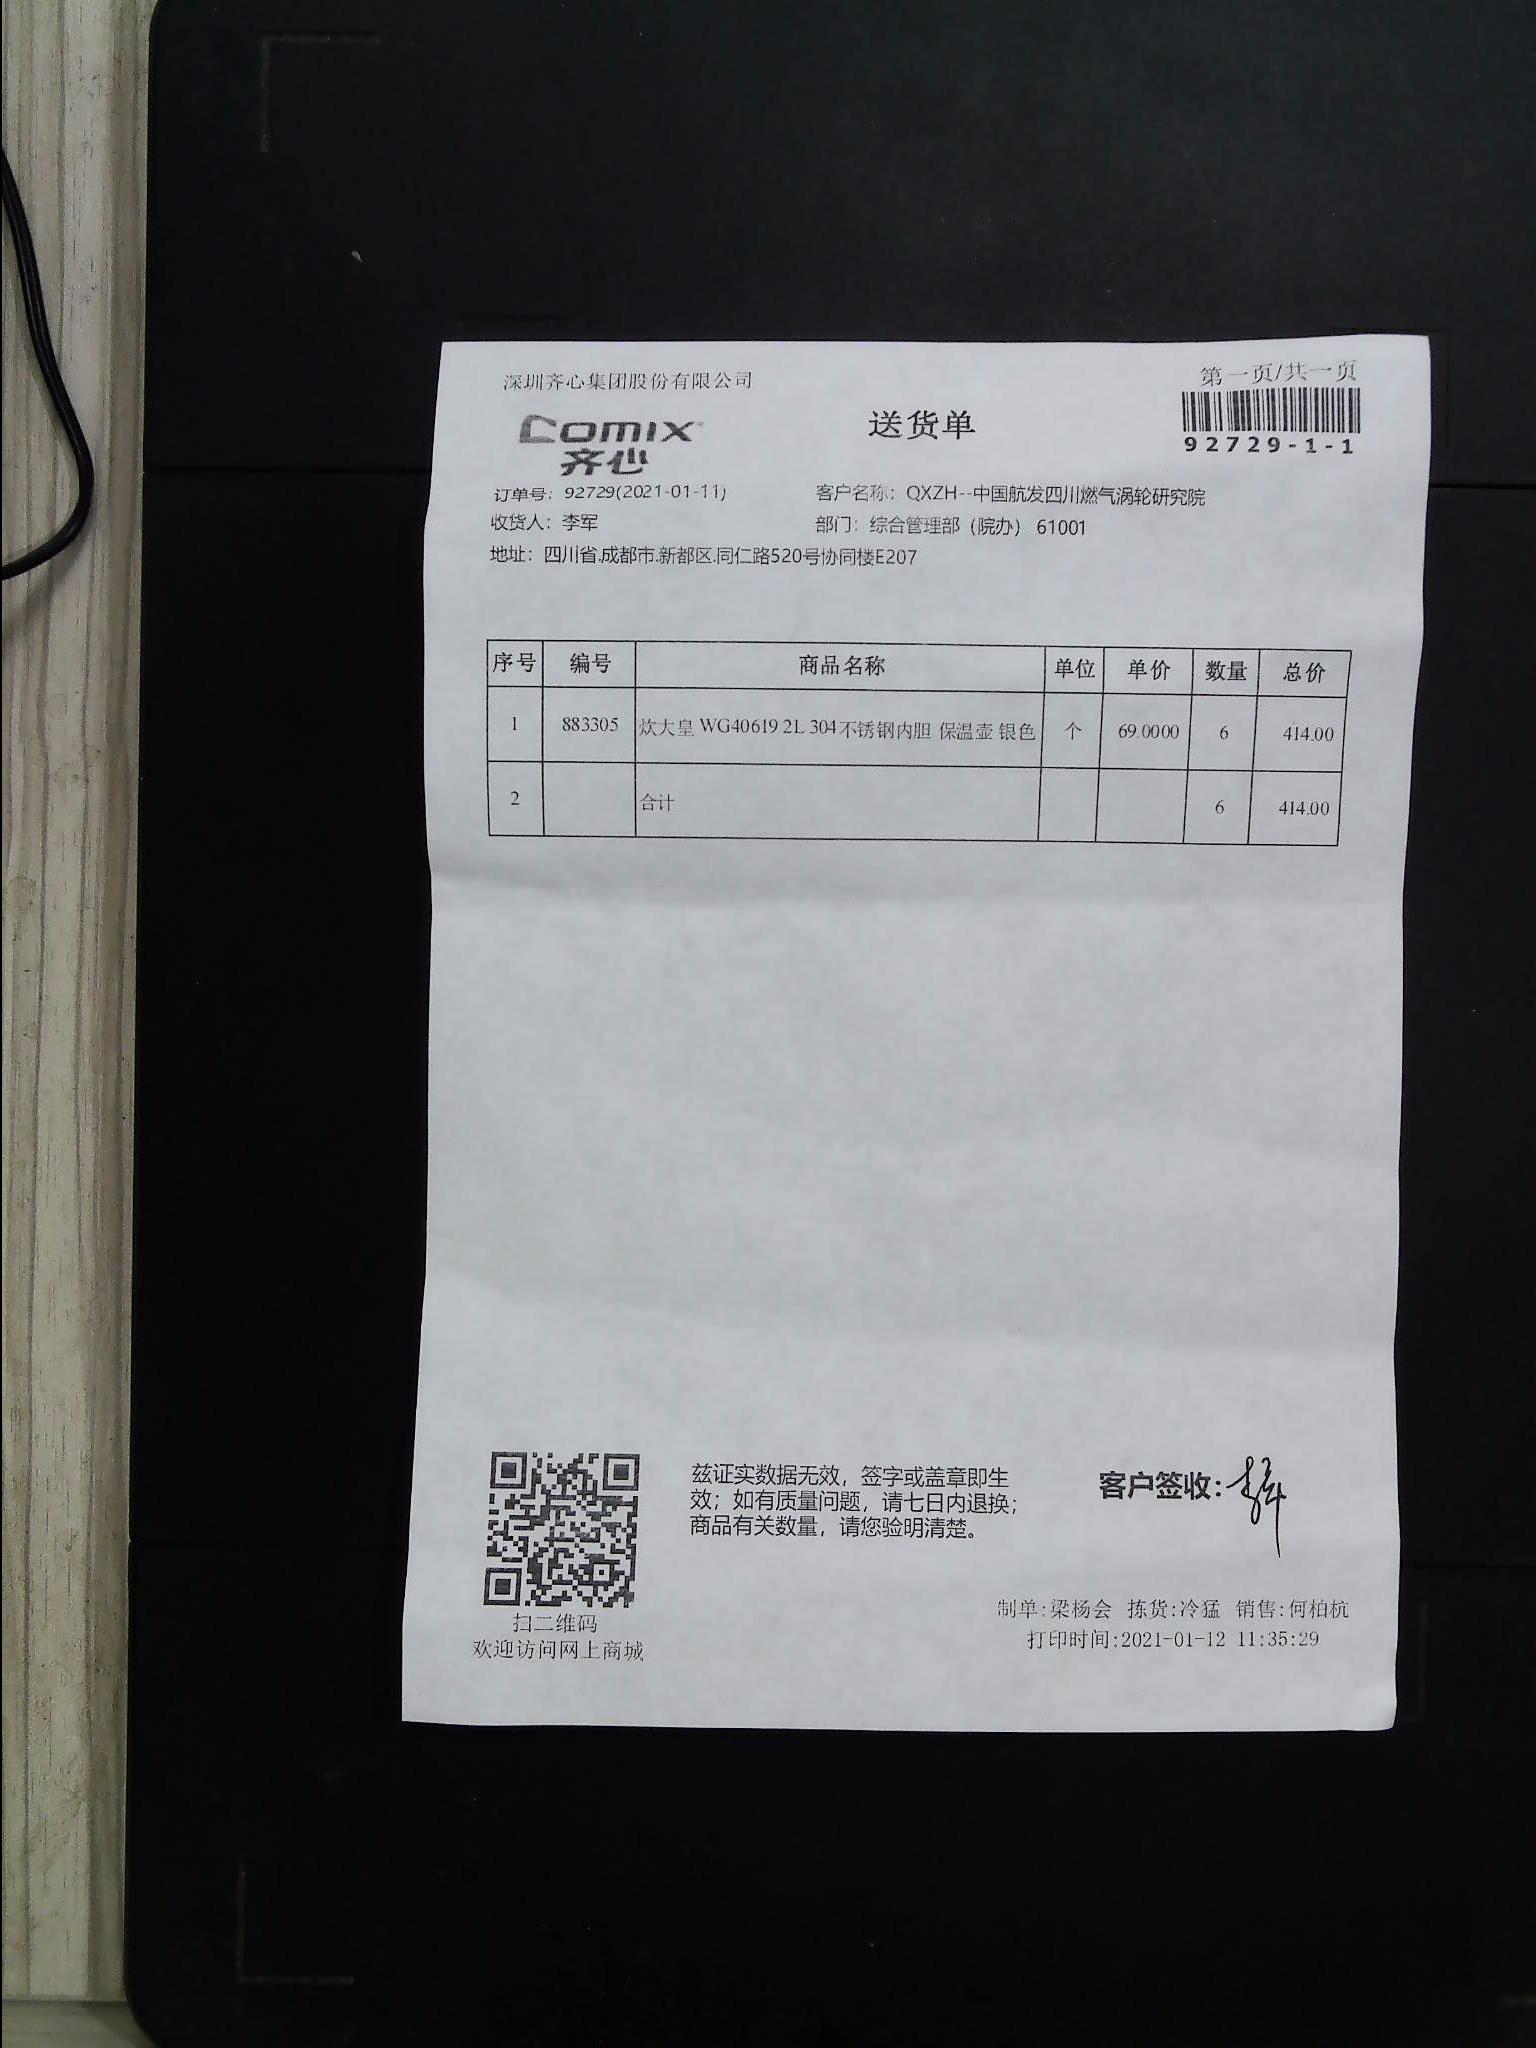 深圳齐心集团股份有限公司
第一页/共一页
comix
齐心
送货单
92729-1-1
订单号：92729(2021-01-11)
客户名称：QXZH--中国航发四川燃气涡轮研究院
收货人：李军
部门：综合管理部（院办） 61001
地址：四川省.成都市.新都区.同仁路520号协同楼E207
序号 编号 商品名称 单位 单价 数量 总价
1 883305 炊大皇 WG40619 2L 304不锈钢内胆 保温壶 银色 个 69.0000 6 414.00
2 合计 6 414.00
兹证实数据无效，签字或盖章即生
效；如有质量问题，请七日内退换；
商品有关数量，请您验明清楚。
客户签收:
扫二维码
欢迎访问网上商城
制单:梁杨会 拣货:冷猛 销售:何柏杭
打印时间:2021-01-12 11:35:29